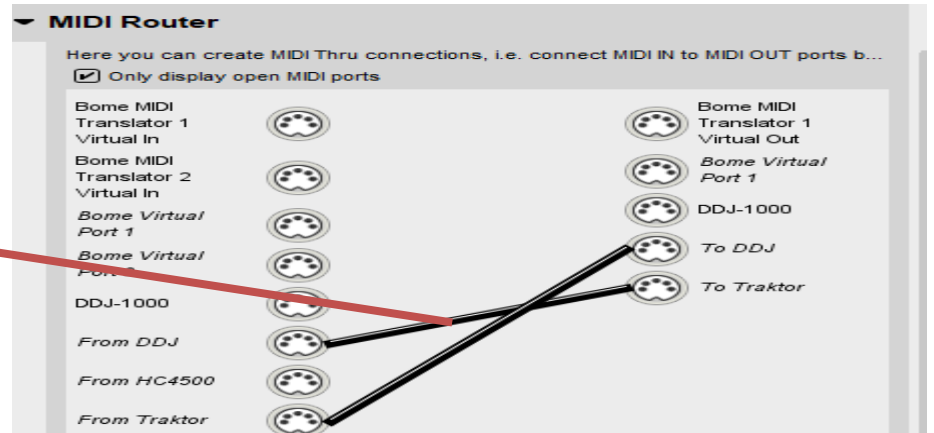 MIDI Router
Here you can create MIDI Thru connections, i.e. connect MIDI IN to MIDI OUT ports b...
Only display open MIDI ports
Bome MIDI
Translator 1
Virtual In
Bome MIDI
Translator 2
Virtual In
Bome Virtual
Port 1
Bome Virtual
Port
DDJ-1000
From DDJ
From HC4500
From Traktor
Bome MIDI
Translator 1
Virtual Out
Bome Virtual
Port 1
DDJ-1000
To DDJ
To Traktor